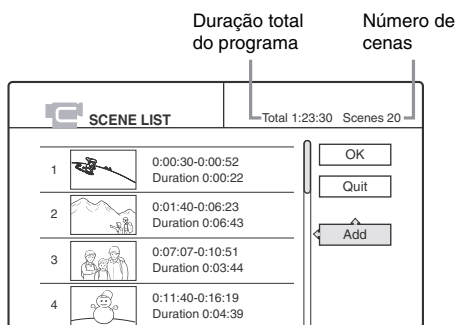 Duração total do programa
Número de cenas
SCENE LIST
Total 1:23:30 Scenes 20
1
0:00:30-0:00:52
Duration 0:00:22
2
0:01:40-0:06:23
Duration 0:06:43
3
0:07:07-0:10:51
Duration 0:03:44
4
0:11:40-0:16:19
Duration 0:04:39
OK
Quit
Add